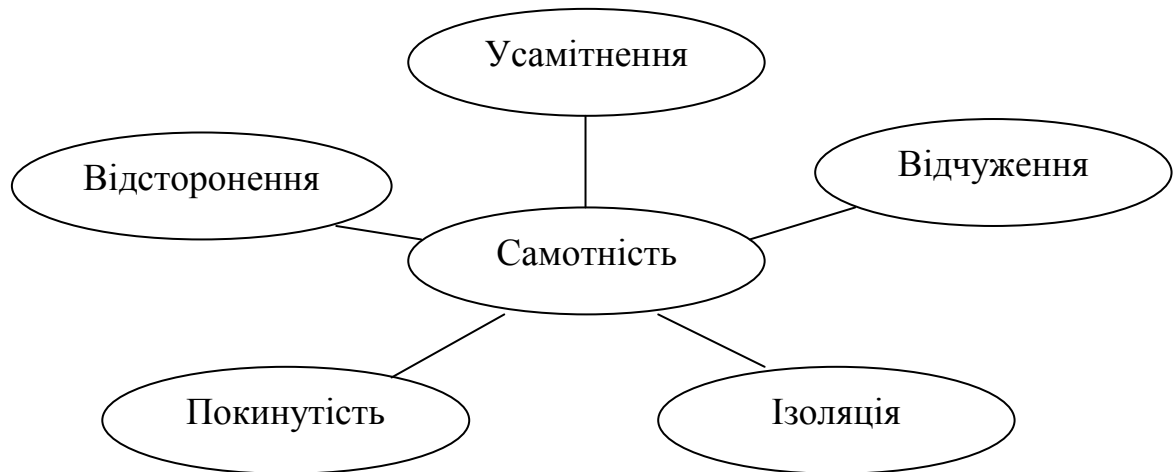 Усамітнення
Відсторонення
Відчуження
Самотність
Покинутість
Ізоляція